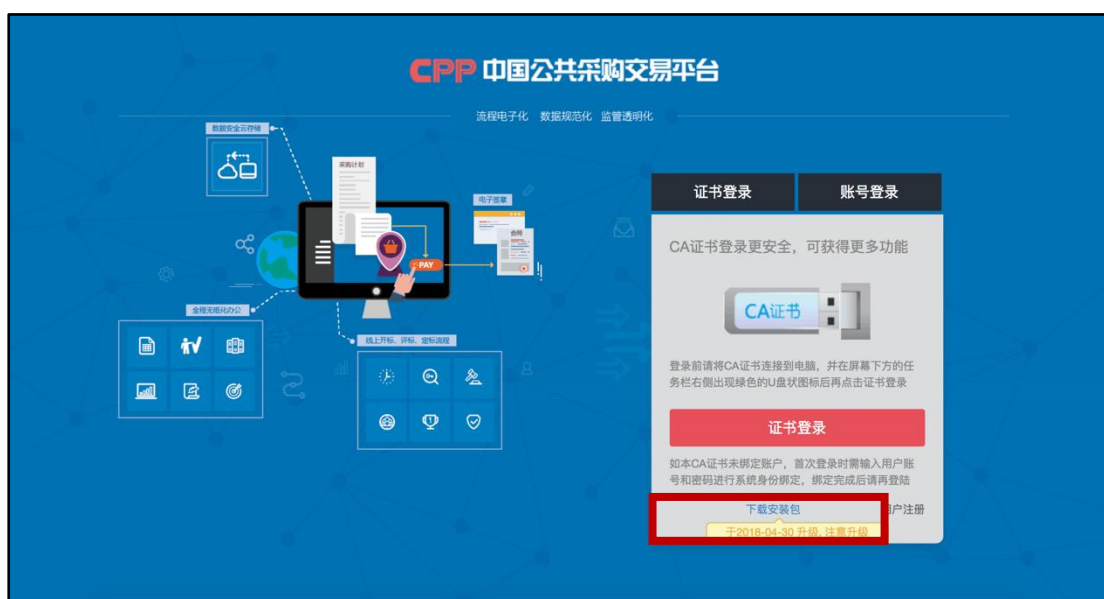 CPP 中国公共采购交易平台
流程电子化 数据规范化 监管透明化
数据安全云存储
采购计划
电子签章
合同
PAY
全程无纸化办公
线上开标、评标、定标流程
证书登录 账号登录
CA证书登录更安全，可获得更多功能
CA证书
登录前请将CA证书连接到电脑，并在屏幕下方的任
务栏右侧出现绿色的U盘状图标后再点击证书登录
证书登录
如本CA证书未绑定账户，首次登录时需输入用户账
号和密码进行系统身份绑定，绑定完成后请再登陆
下载安装包 户注册
于2018-04-30 升级, 注意升级